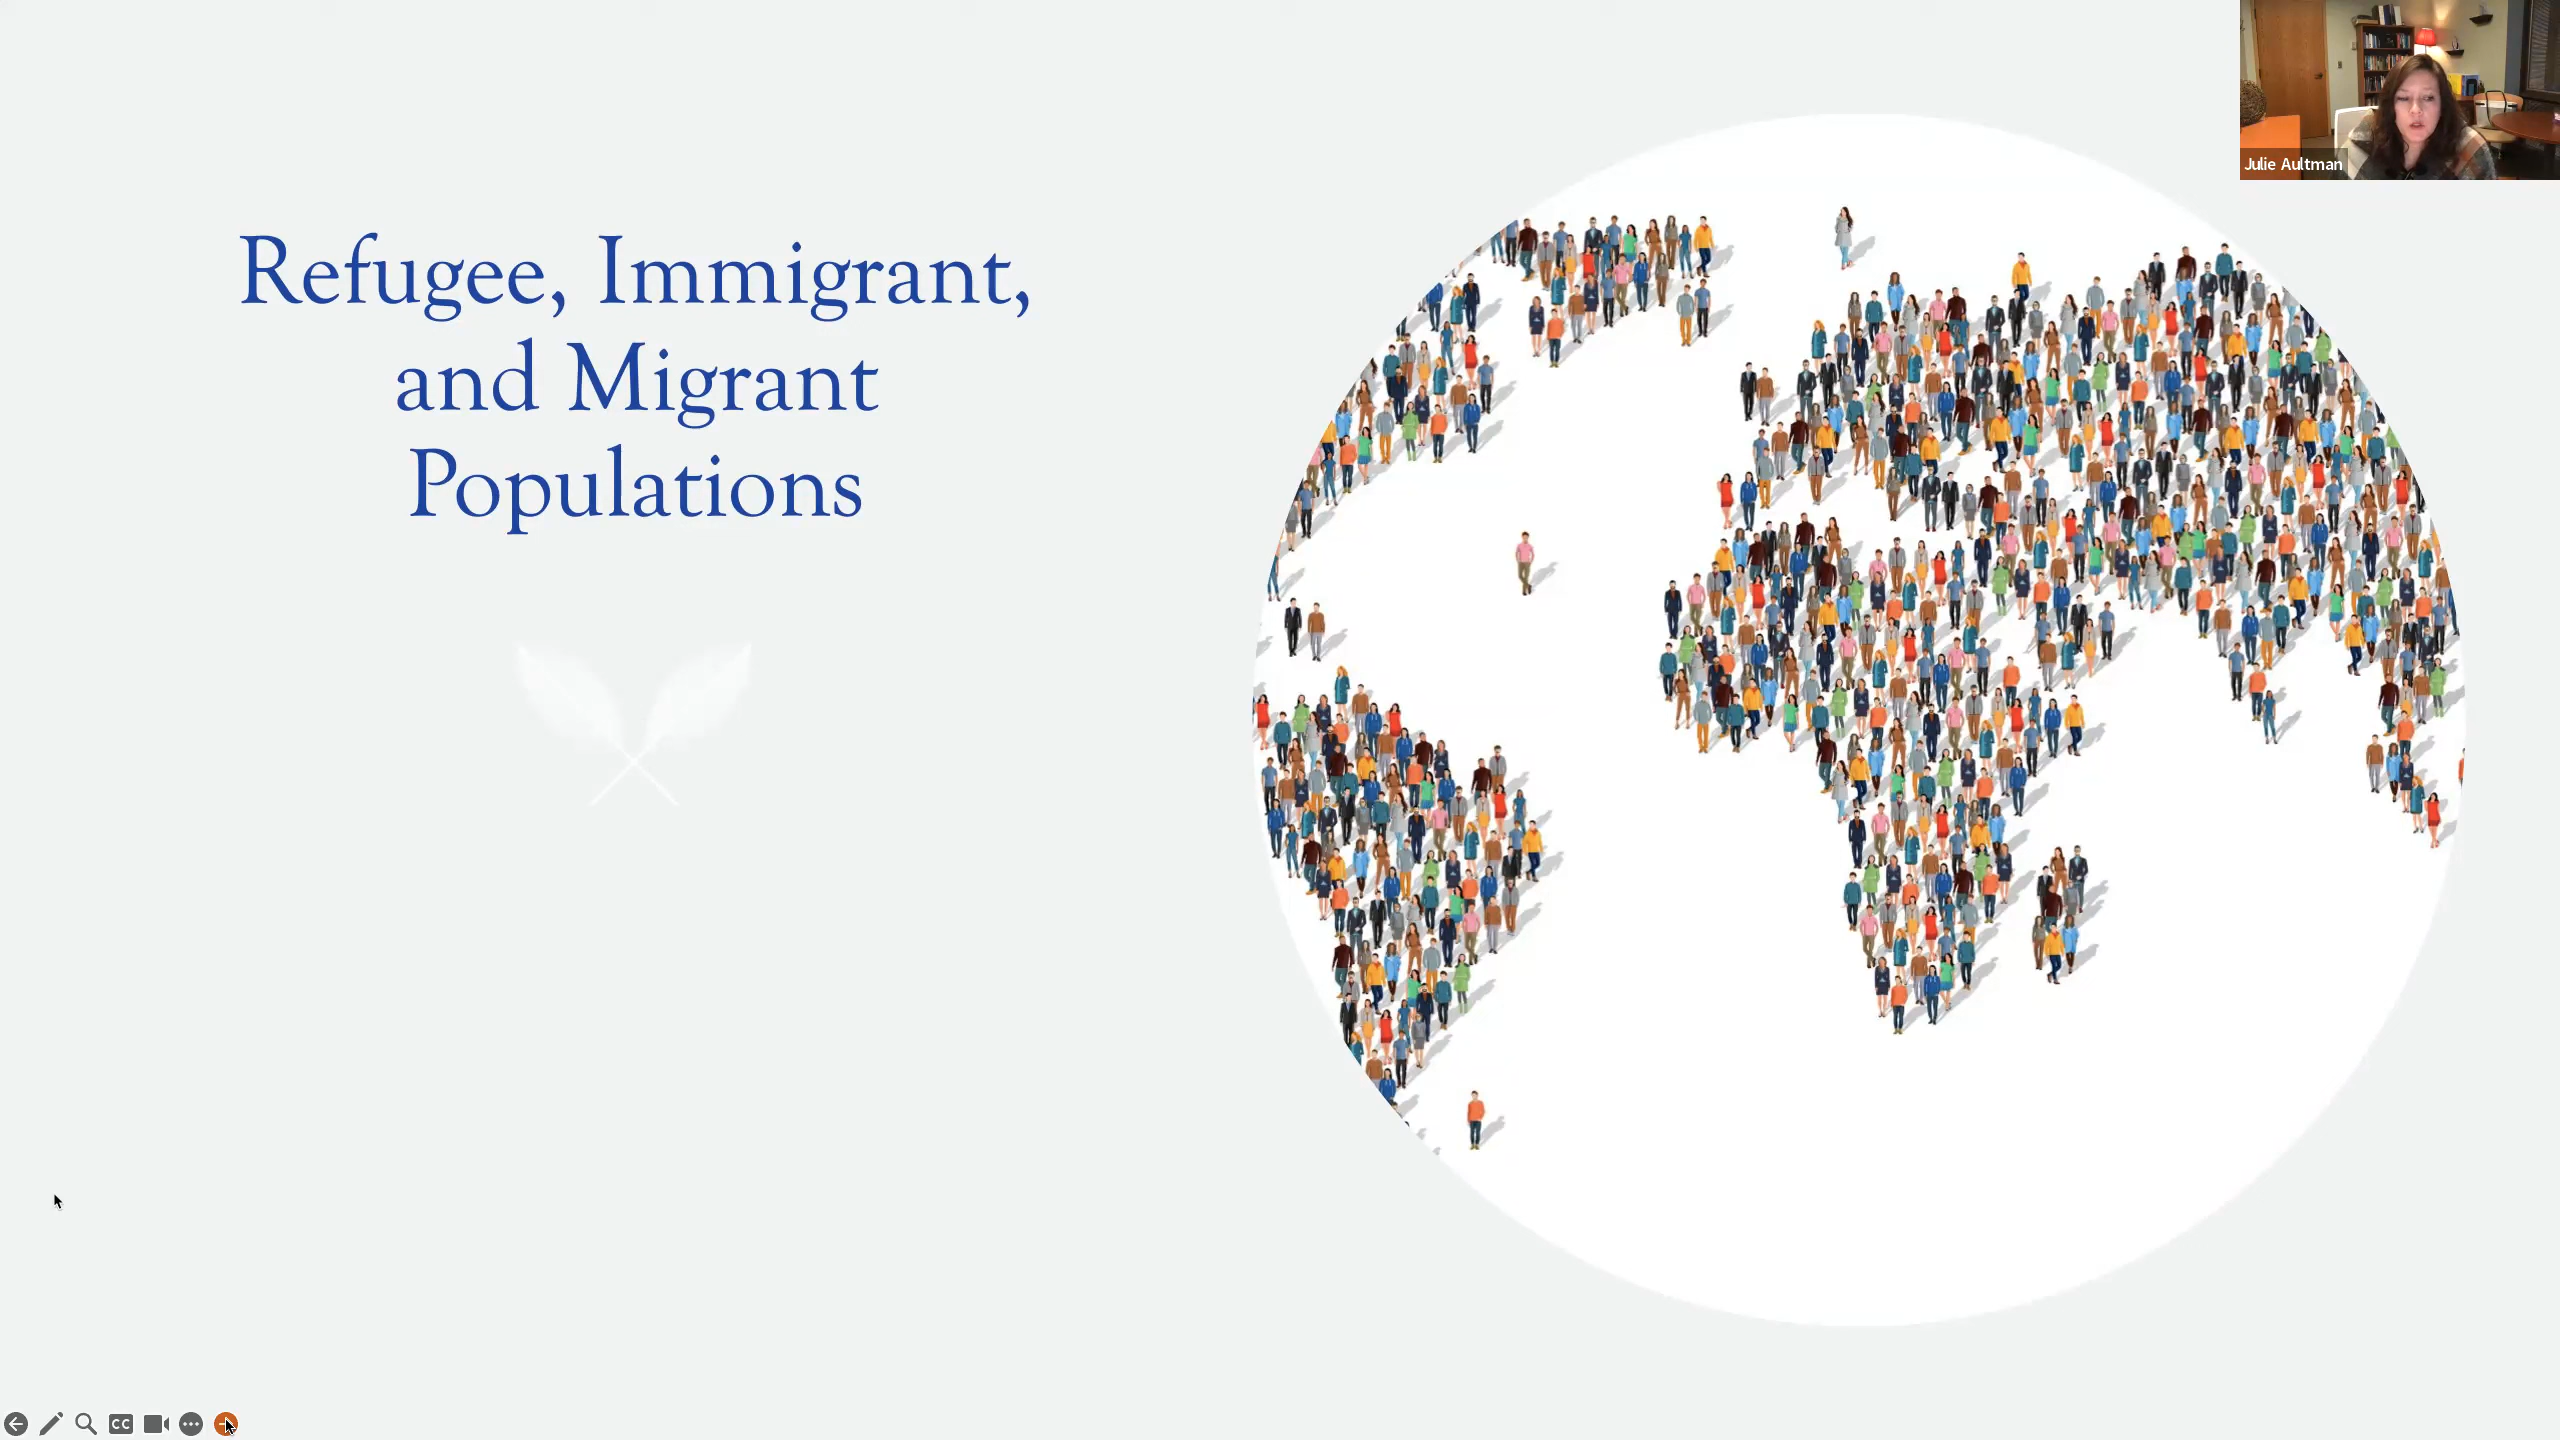 Refugee, Immigrant,
and Migrant
Populations
Julie Aultman
CC